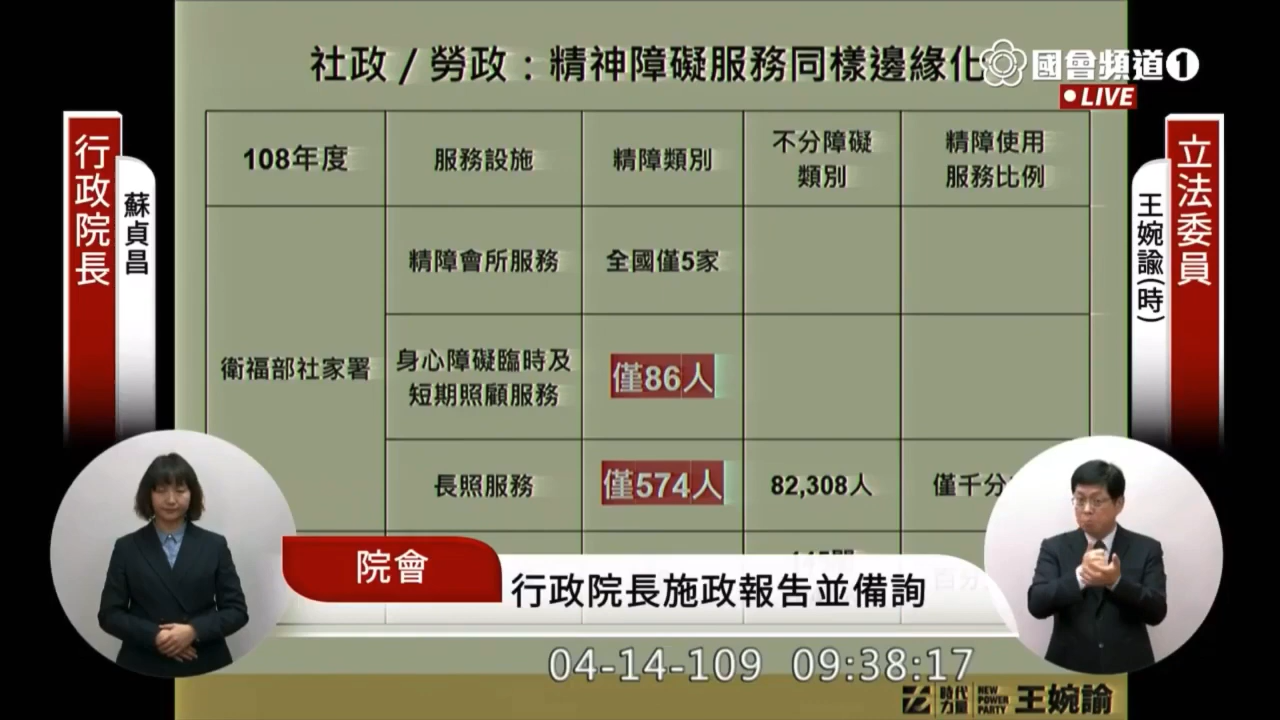 社政 / 勞政：精神障礙服務同樣邊緣化
國會頻道1
LIVE
行政院長
蘇貞昌
立法委員
王婉諭(時)
108年度
服務設施
精障類別
不分障礙
類別
精障使用
服務比例
衛福部社家署
精障會所服務
全國僅5家
身心障礙臨時及
短期照顧服務
僅86人
長照服務
僅574人
82,308人
僅千分
院會
行政院長施政報告並備詢
04-14-109 09:38:17
時代
力量
NEW
POWER
PARTY
王婉諭